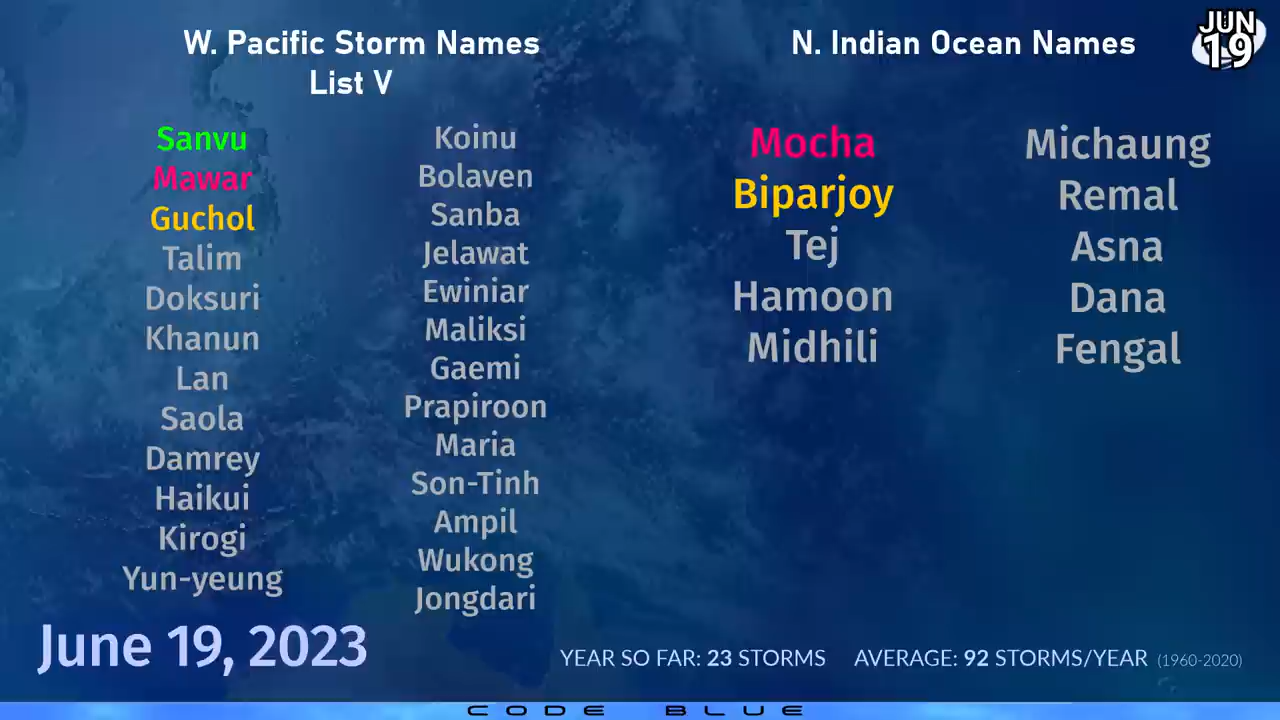 W. Pacific Storm Names
List V
Sanvu
Mawar
Guchol
Talim
Doksuri
Khanun
Lan
Saola
Damrey
Haikui
Kirogi
Yun-yeung
Koinu
Bolaven
Sanba
Jelawat
Ewiniar
Maliksi
Gaemi
Prapiroon
Maria
Son-Tinh
Ampil
Wukong
Jongdari
N. Indian Ocean Names
Mocha
Biparjoy
Tej
Hamoon
Midhili
Michaung
Remal
Asna
Dana
Fengal
JUN
19
June 19, 2023
YEAR SO FAR: 23 STORMS AVERAGE: 92 STORMS/YEAR (1960-2020)
CODE BLUE